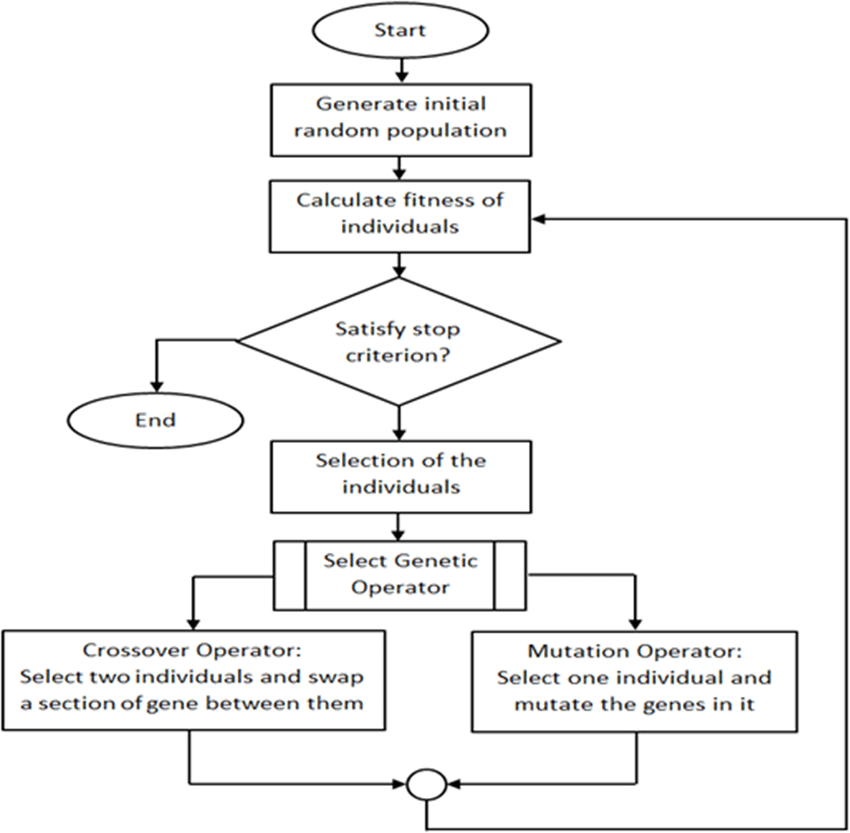 Start
Generate initial
random population
Calculate fitness of
individuals
Satisfy stop
criterion?
End
Selection of the
individuals
Select Genetic
Operator
Crossover Operator:
Select two individuals and swap
a section of gene between them
Mutation Operator:
Select one individual and
mutate the genes in it